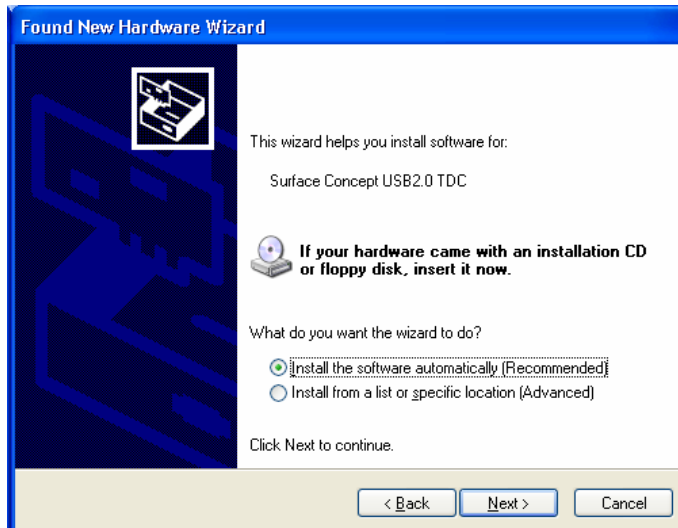 Found New Hardware Wizard
This wizard helps you install software for:
Surface Concept USB2.0 TDC
If your hardware came with an installation CD
or floppy disk, insert it now.
What do you want the wizard to do?
Install the software automatically (Recommended)
Install from a list or specific location (Advanced)
Click Next to continue.
< Back Next > Cancel